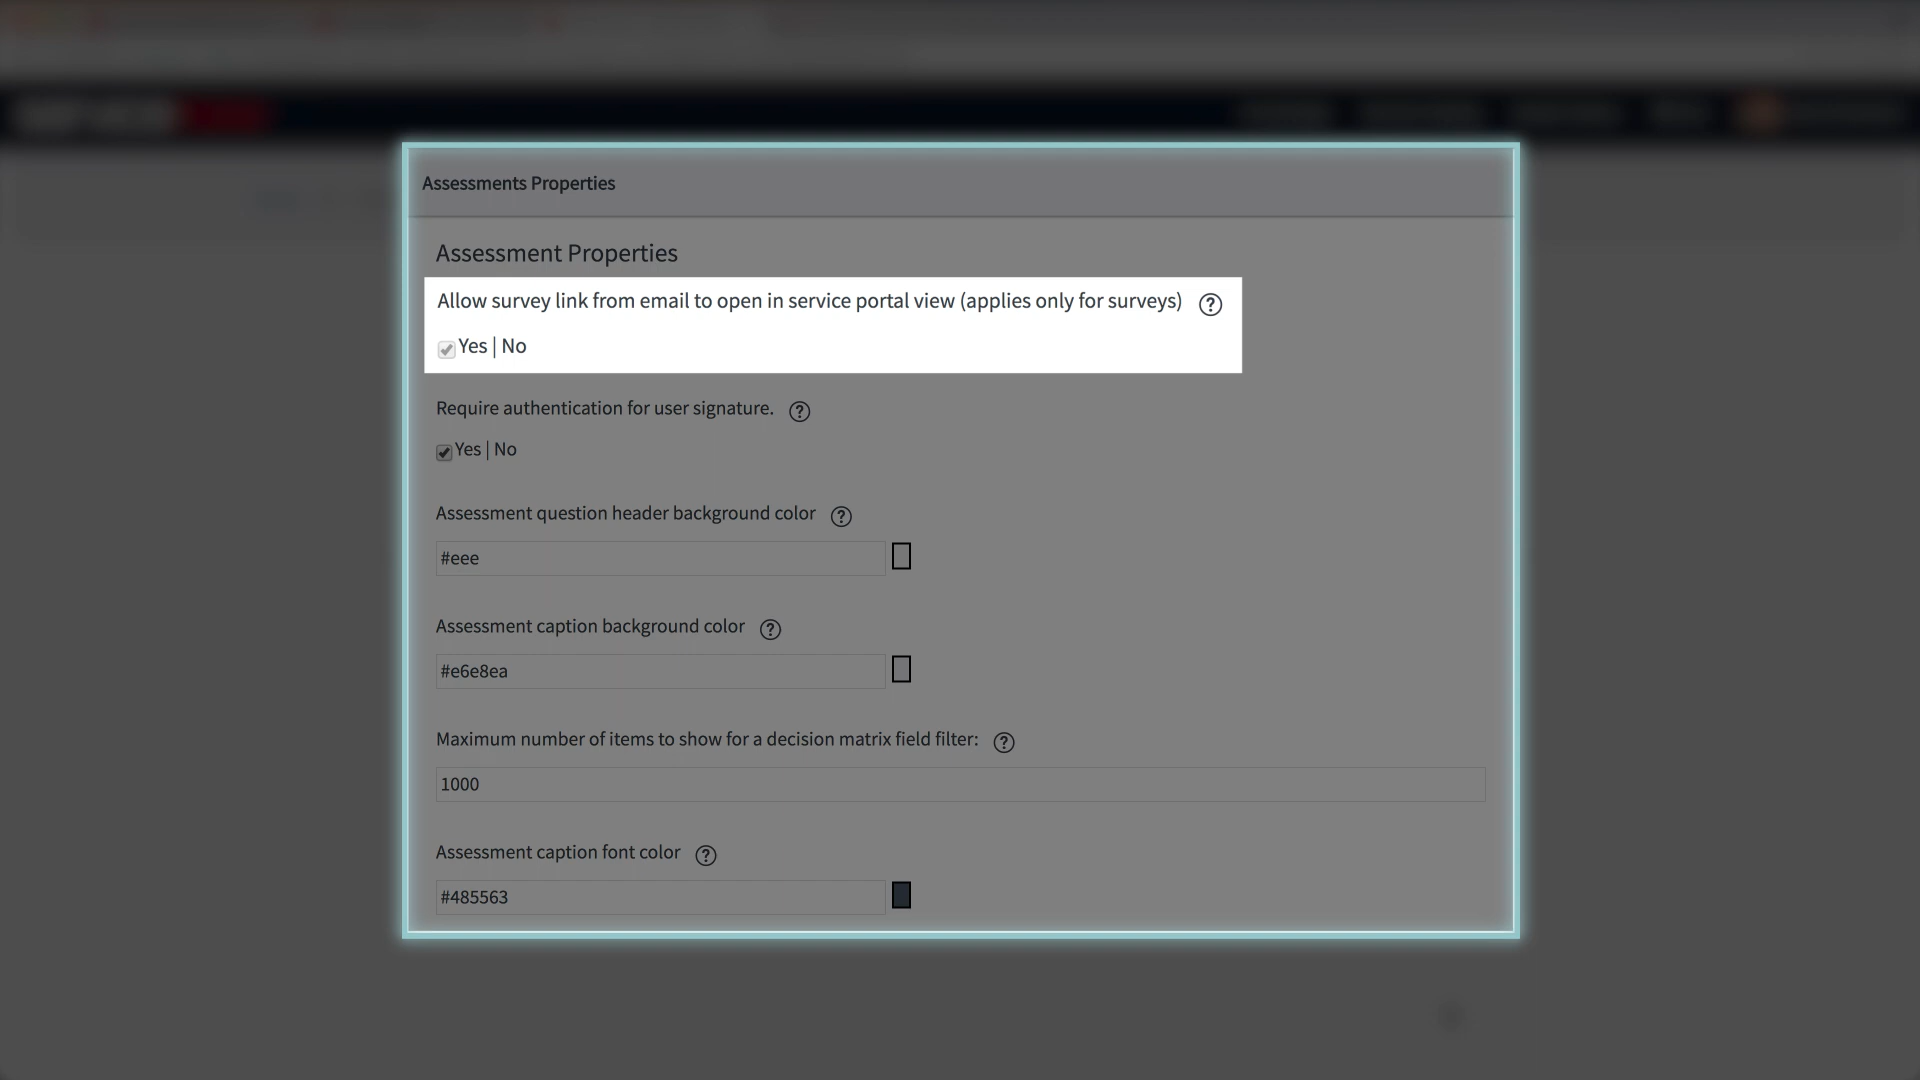 Assessments Properties
Assessment Properties
Allow survey link from email to open in service portal view (applies only for surveys) ?
Yes | No
Require authentication for user signature. ?
Yes | No
Assessment question header background color ?
#eee
Assessment caption background color ?
#e6e8ea
Maximum number of items to show for a decision matrix field filter: ?
1000
Assessment caption font color ?
#485563